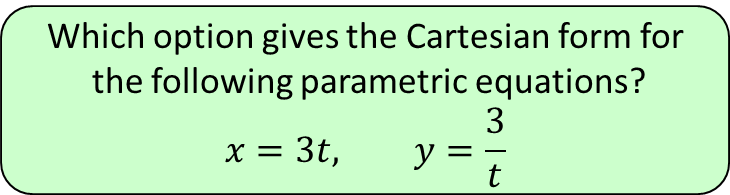 Which option gives the Cartesian form for
the following parametric equations?
x = 3t, y = 3/t